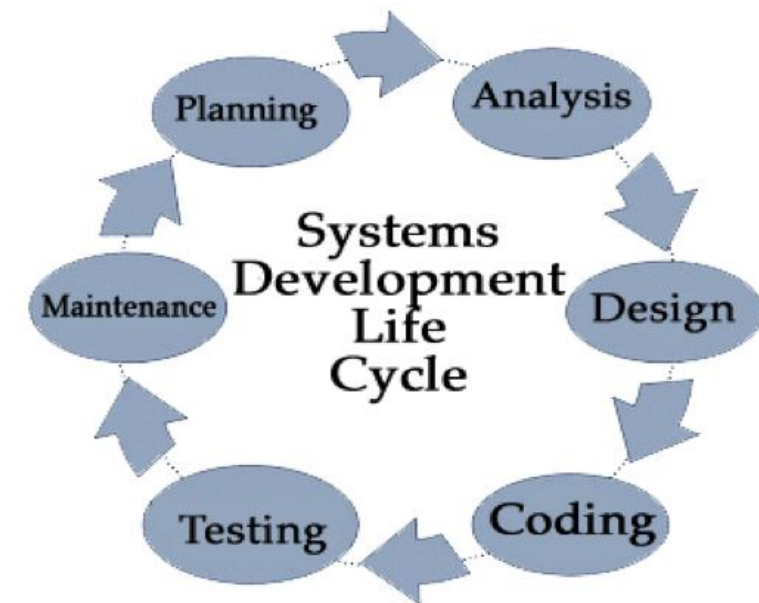 Planning
Analysis
Systems
Development
Life
Cycle
Maintenance
Design
Testing
Coding